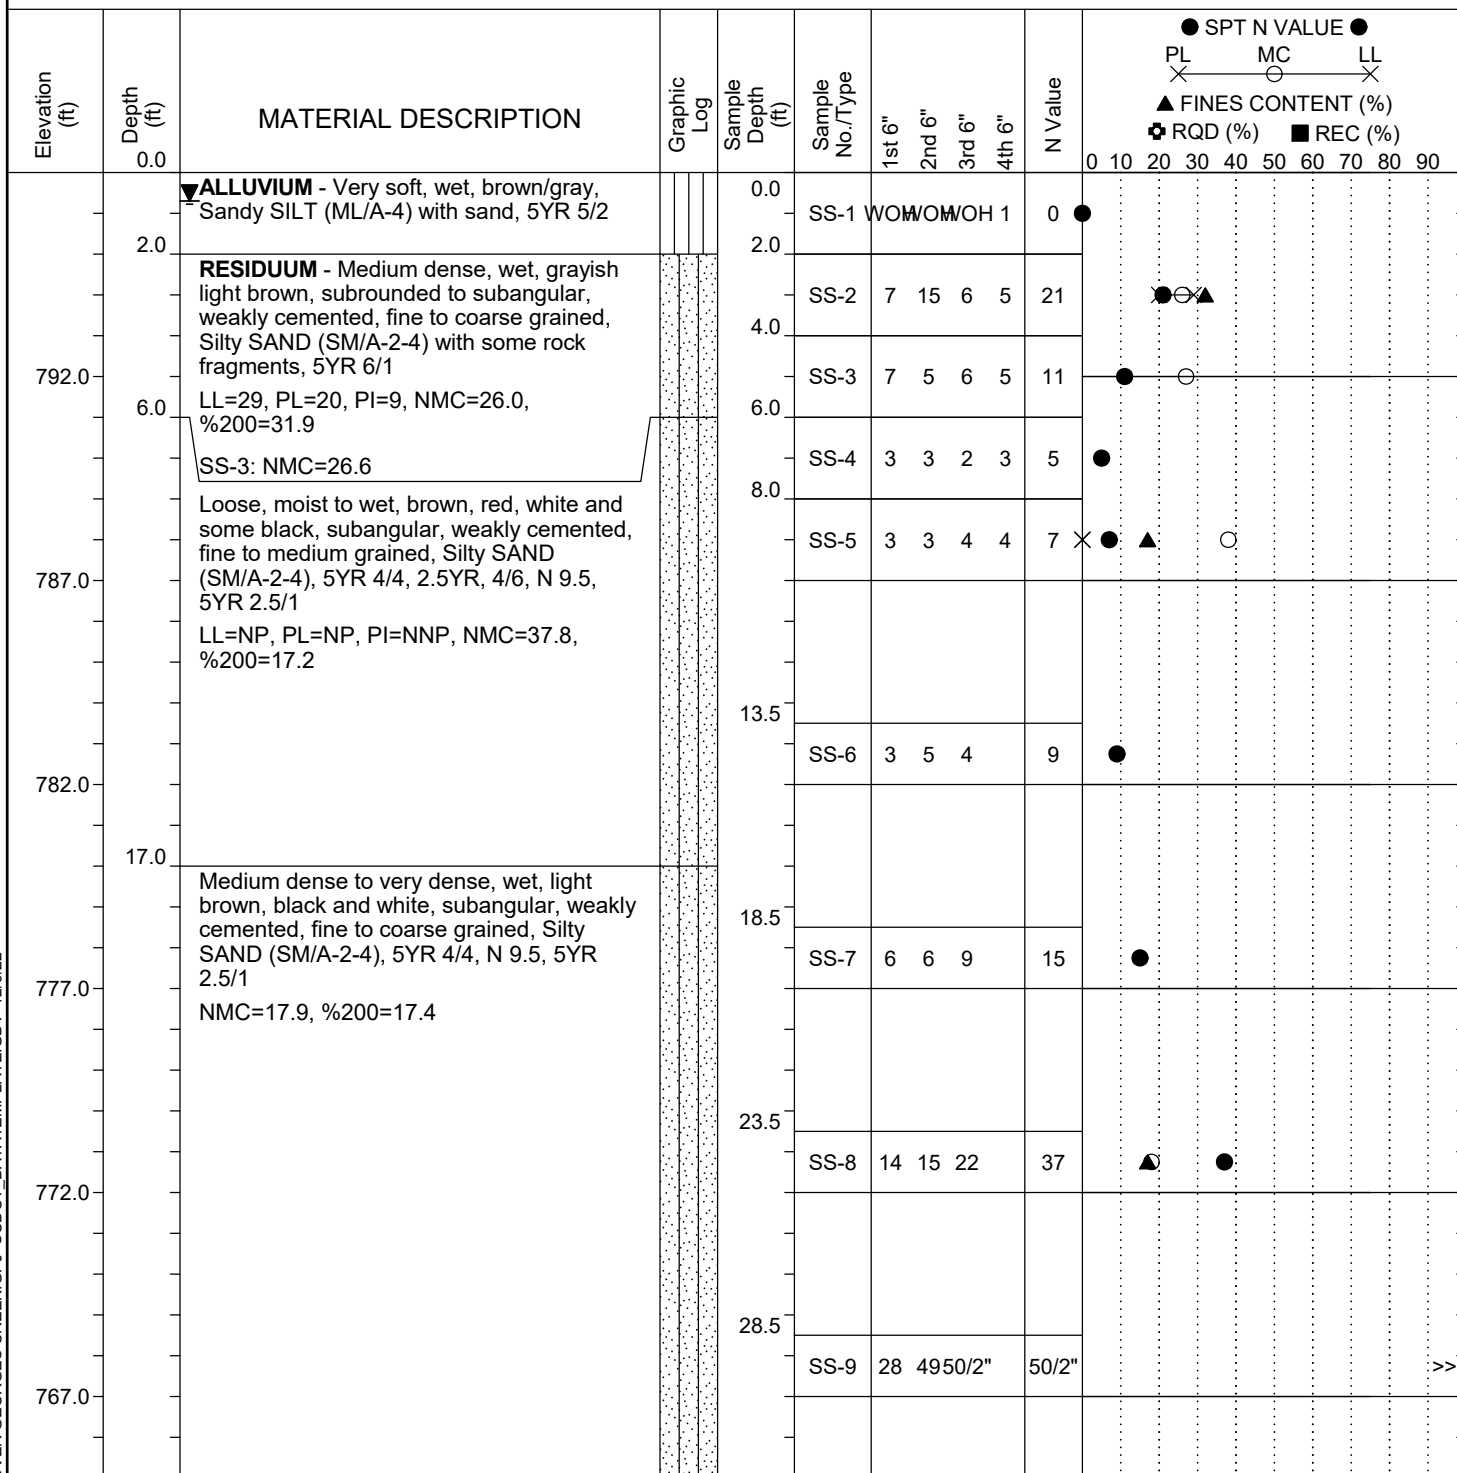 ● SPT N VALUE ●
PL MC LL
▲ FINES CONTENT (%)
RQD (%) ■ REC (%)
0 10 20 30 40 50 60 70 80 90
Elevation (ft)
Depth (ft)
0.0
MATERIAL DESCRIPTION
Graphic Log
Sample Depth (ft)
Sample No./Type
1st 6"
2nd 6"
3rd 6"
4th 6"
N Value
ALLUVIUM - Very soft, wet, brown/gray,
Sandy SILT (ML/A-4) with sand, 5YR 5/2
0.0
SS-1 WOH WOH WOH 1 0
2.0
2.0
RESIDUUM - Medium dense, wet, grayish
light brown, subrounded to subangular,
weakly cemented, fine to coarse grained,
Silty SAND (SM/A-2-4) with some rock
fragments, 5YR 6/1
SS-2 7 15 6 5 21
4.0
792.0
SS-3 7 5 6 5 11
LL=29, PL=20, PI=9, NMC=26.0,
%200=31.9
6.0
6.0
SS-3: NMC=26.6
SS-4 3 3 2 3 5
8.0
Loose, moist to wet, brown, red, white and
some black, subangular, weakly cemented,
fine to medium grained, Silty SAND
(SM/A-2-4), 5YR 4/4, 2.5YR, 4/6, N 9.5,
5YR 2.5/1
SS-5 3 3 4 4 7
787.0
LL=NP, PL=NP, PI=NNP, NMC=37.8,
%200=17.2
13.5
SS-6 3 5 4 9
782.0
17.0
Medium dense to very dense, wet, light
brown, black and white, subangular, weakly
cemented, fine to coarse grained, Silty
SAND (SM/A-2-4), 5YR 4/4, N 9.5, 5YR
2.5/1
18.5
SS-7 6 6 9 15
777.0
NMC=17.9, %200=17.4
23.5
SS-8 14 15 22 37
772.0
28.5
SS-9 28 49 50/2" 50/2"
>>
767.0